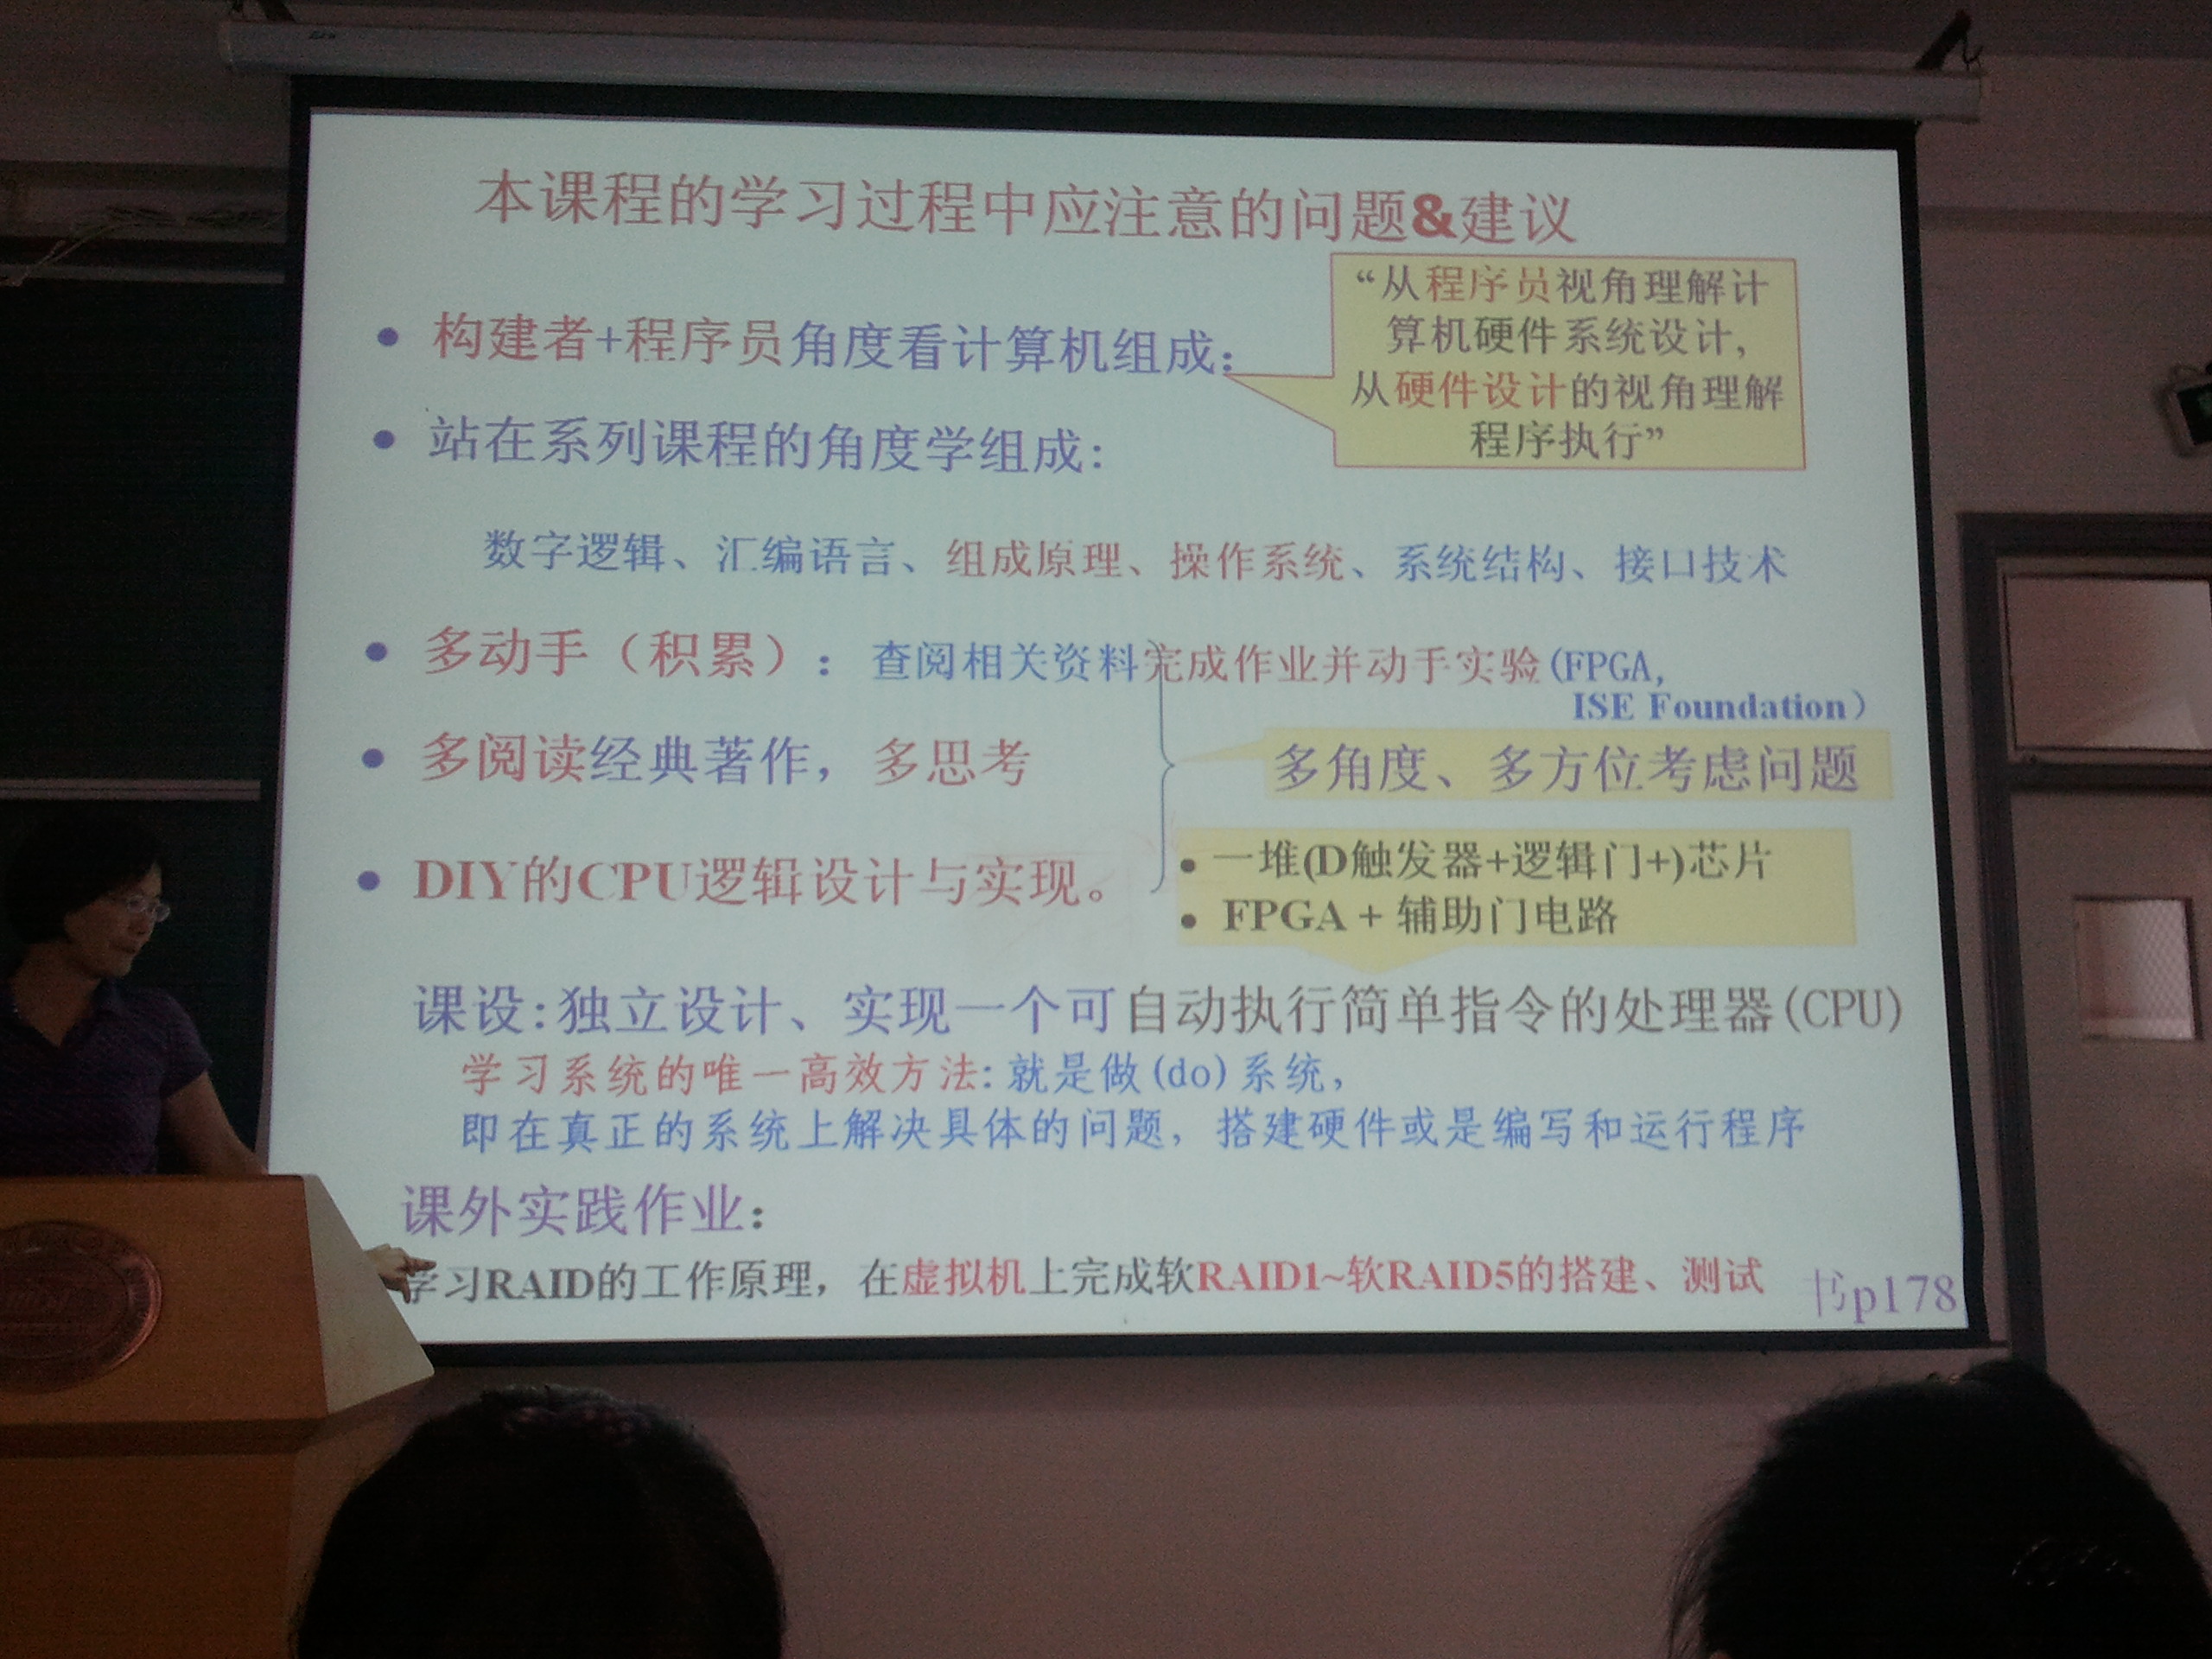 本课程的学习过程中应注意的问题&建议
• 构建者+程序员角度看计算机组成：
“从程序员视角理解计
算机硬件系统设计，
从硬件设计的视角理解
程序执行”
• 站在系列课程的角度学组成：
数字逻辑、汇编语言、组成原理、操作系统、系统结构、接口技术
• 多动手（积累）：查阅相关资料完成作业并动手实验(FPGA,
ISE Foundation）
• 多阅读经典著作，多思考
多角度、多方位考虑问题
• DIY的CPU逻辑设计与实现。
• 一堆(D触发器+逻辑门+)芯片
• FPGA + 辅助门电路
课设:独立设计、实现一个可自动执行简单指令的处理器(CPU)
学习系统的唯一高效方法:就是做(do)系统，
即在真正的系统上解决具体的问题，搭建硬件或是编写和运行程序
课外实践作业：
学习RAID的工作原理，在虚拟机上完成软RAID1~软RAID5的搭建、测试
书p178